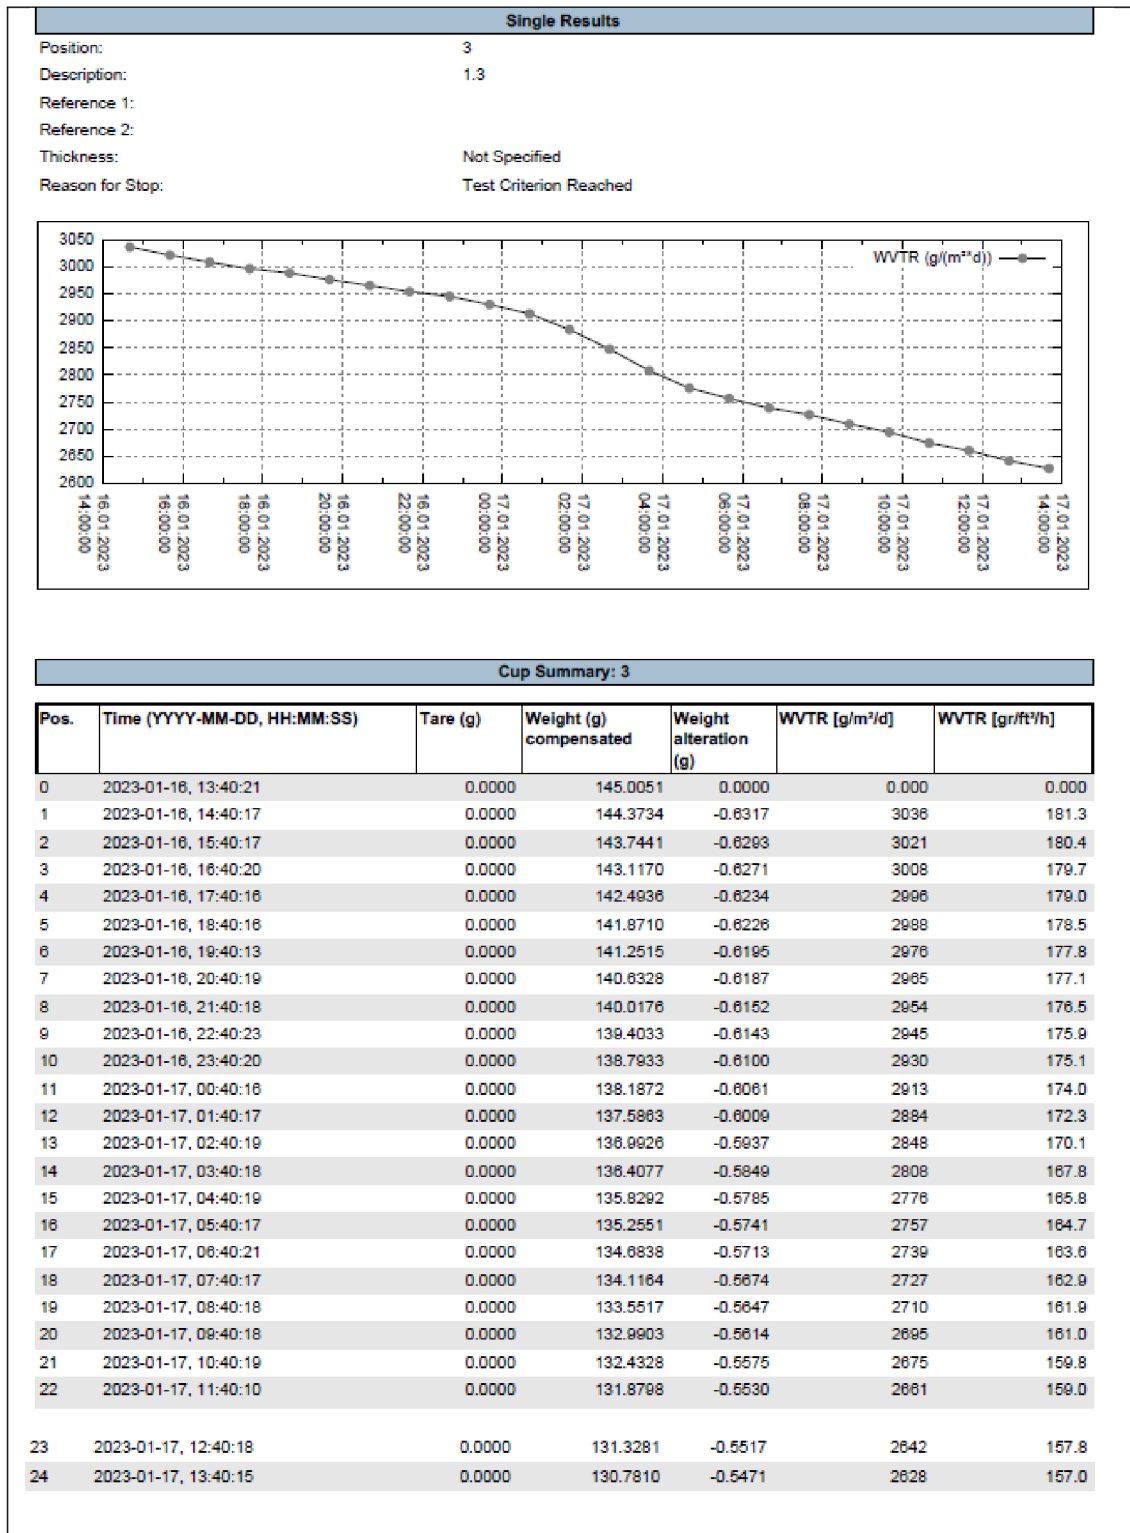 Single Results
Position: 3
Description: 1.3
Reference 1:
Reference 2:
Thickness: Not Specified
Reason for Stop: Test Criterion Reached
3050
3000
2950
2900
2850
2800
2750
2700
2650
2600
WVTR (g/(m²*d))
16.01.2023 14:00:00
16.01.2023 16:00:00
16.01.2023 18:00:00
16.01.2023 20:00:00
16.01.2023 22:00:00
17.01.2023 00:00:00
17.01.2023 02:00:00
17.01.2023 04:00:00
17.01.2023 06:00:00
17.01.2023 08:00:00
17.01.2023 10:00:00
17.01.2023 12:00:00
17.01.2023 14:00:00
Cup Summary: 3
Pos. Time (YYYY-MM-DD, HH:MM:SS) Tare (g) Weight (g) compensated Weight alteration (g) WVTR [g/m²/d] WVTR [gr/ft²/h]
0 2023-01-16, 13:40:21 0.0000 145.0051 0.0000 0.000 0.000
1 2023-01-16, 14:40:17 0.0000 144.3734 -0.6317 3036 181.3
2 2023-01-16, 15:40:17 0.0000 143.7441 -0.6293 3021 180.4
3 2023-01-16, 16:40:20 0.0000 143.1170 -0.6271 3008 179.7
4 2023-01-16, 17:40:16 0.0000 142.4936 -0.6234 2996 179.0
5 2023-01-16, 18:40:16 0.0000 141.8710 -0.6226 2988 178.5
6 2023-01-16, 19:40:13 0.0000 141.2515 -0.6195 2976 177.8
7 2023-01-16, 20:40:19 0.0000 140.6328 -0.6187 2965 177.1
8 2023-01-16, 21:40:18 0.0000 140.0176 -0.6152 2954 176.5
9 2023-01-16, 22:40:23 0.0000 139.4033 -0.6143 2945 175.9
10 2023-01-16, 23:40:20 0.0000 138.7933 -0.6100 2930 175.1
11 2023-01-17, 00:40:16 0.0000 138.1872 -0.6061 2913 174.0
12 2023-01-17, 01:40:17 0.0000 137.5863 -0.6009 2884 172.3
13 2023-01-17, 02:40:19 0.0000 136.9926 -0.5937 2848 170.1
14 2023-01-17, 03:40:18 0.0000 136.4077 -0.5849 2808 167.8
15 2023-01-17, 04:40:19 0.0000 135.8292 -0.5785 2776 165.8
16 2023-01-17, 05:40:17 0.0000 135.2551 -0.5741 2757 164.7
17 2023-01-17, 06:40:21 0.0000 134.6838 -0.5713 2739 163.6
18 2023-01-17, 07:40:17 0.0000 134.1164 -0.5674 2727 162.9
19 2023-01-17, 08:40:18 0.0000 133.5517 -0.5647 2710 161.9
20 2023-01-17, 09:40:18 0.0000 132.9903 -0.5614 2695 161.0
21 2023-01-17, 10:40:19 0.0000 132.4328 -0.5575 2675 159.8
22 2023-01-17, 11:40:10 0.0000 131.8798 -0.5530 2661 159.0
23 2023-01-17, 12:40:18 0.0000 131.3281 -0.5517 2642 157.8
24 2023-01-17, 13:40:15 0.0000 130.7810 -0.5471 2628 157.0